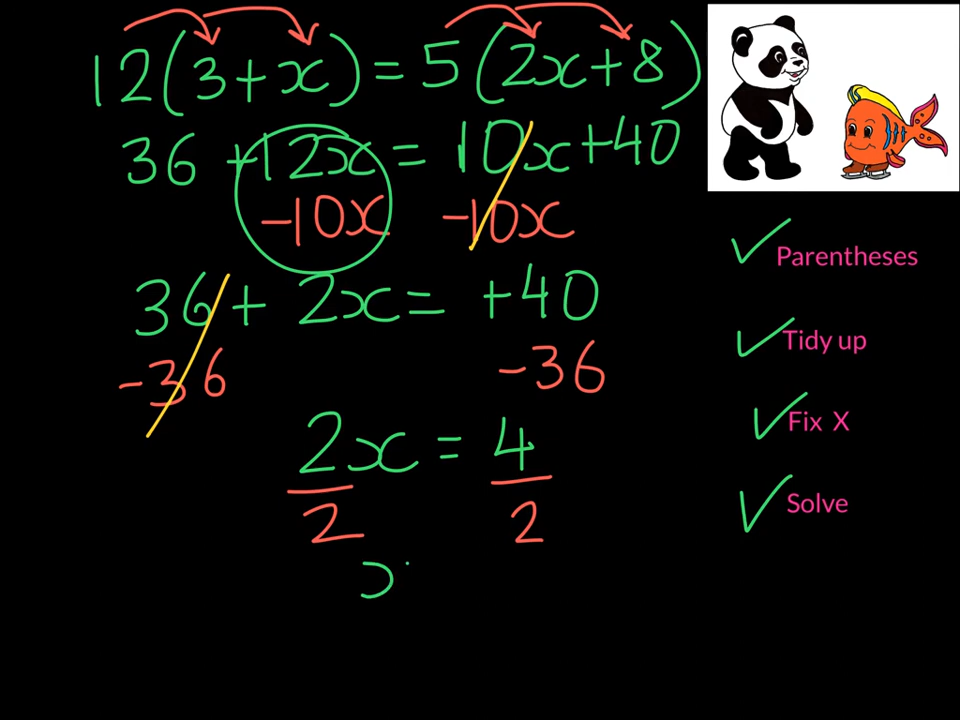 12(3+x)=5(2x+8)
36+12x=10x+40
-10x -10x
36+2x=+40
-36 -36
2x=4
2 2
Parentheses
Tidy up
Fix X
Solve